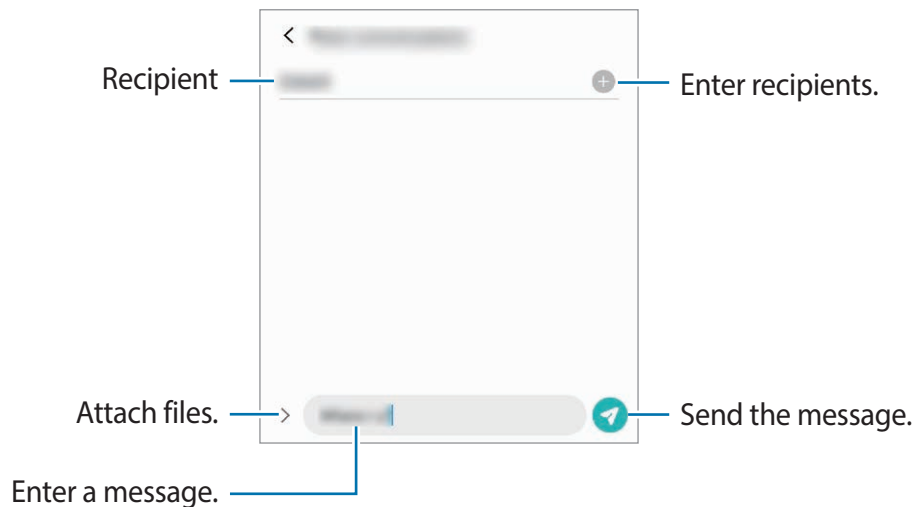 Recipient
Enter recipients.
Attach files.
Send the message.
Enter a message.